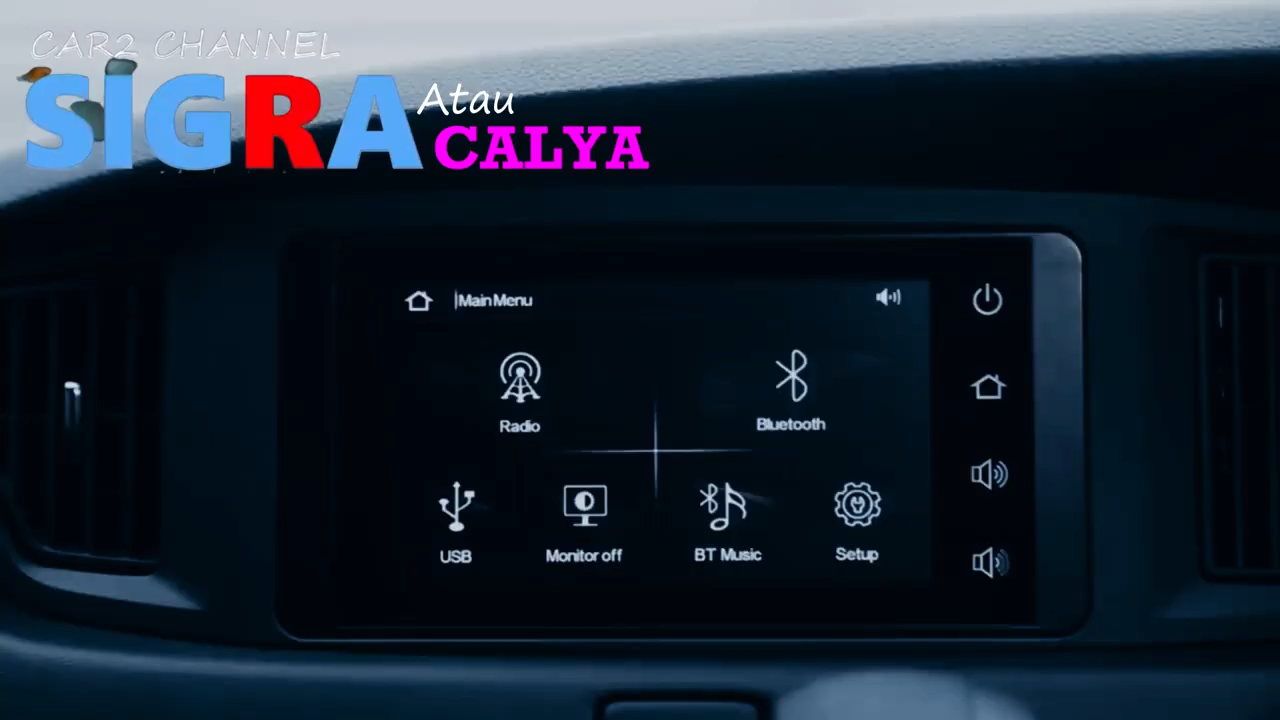 CAR2 CHANNEL
SIGRA
Atau
CALYA
Main Menu
Radio
Bluetooth
USB
Monitor off
BT Music
Setup